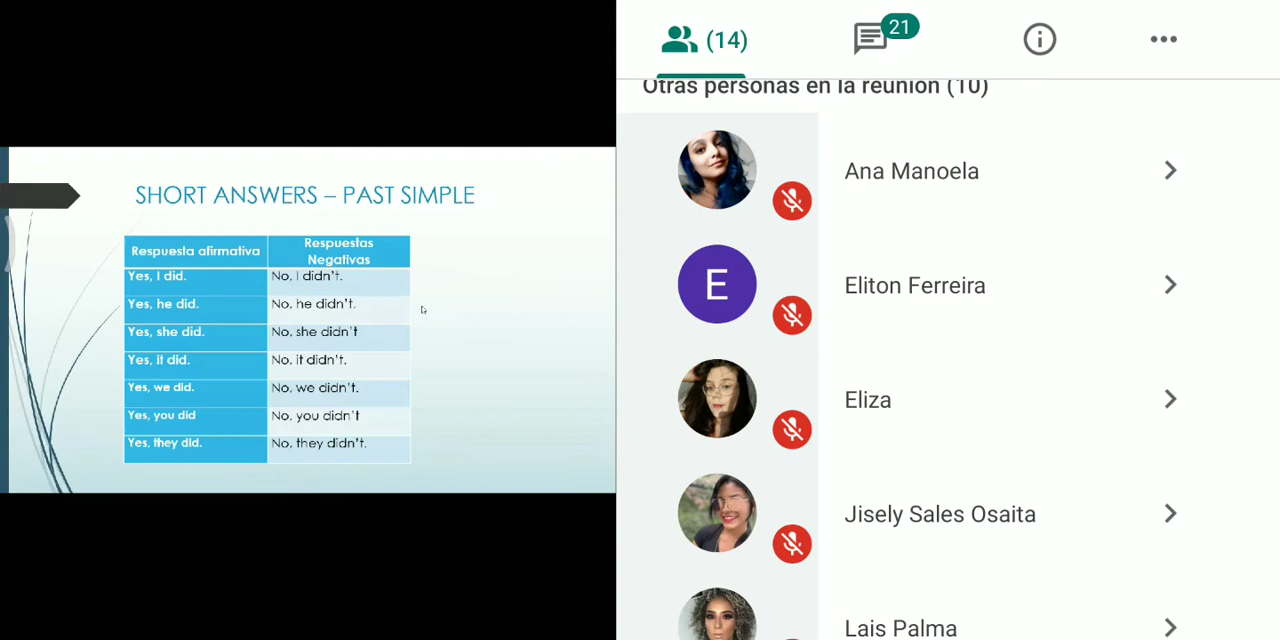 SHORT ANSWERS – PAST SIMPLE
Respuesta afirmativa
Respuestas
Negativas
Yes, I did.
No, I didn't.
Yes, he did.
No, he didn't.
Yes, she did.
No, she didn't
Yes, it did.
No, it didn't.
Yes, we did.
No, we didn't.
Yes, you did
No, you didn't
Yes, they did.
No, they didn't.
(14)
21
Otras personas en la reunión (10)
Ana Manoela
E
Eliton Ferreira
Eliza
Jisely Sales Osaita
Lais Palma